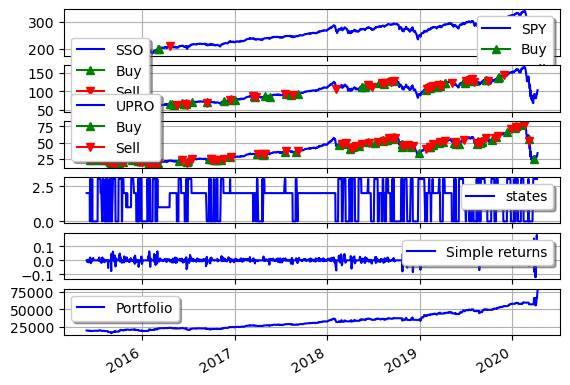 300
200
SPY
Buy
SSO
Buy
Sell
150
100
50
UPRO
Buy
Sell
75
50
25
2.5
0.0
states
0.1
0.0
−0.1
Simple returns
75000
50000
25000
Portfolio
2016
2017
2018
2019
2020